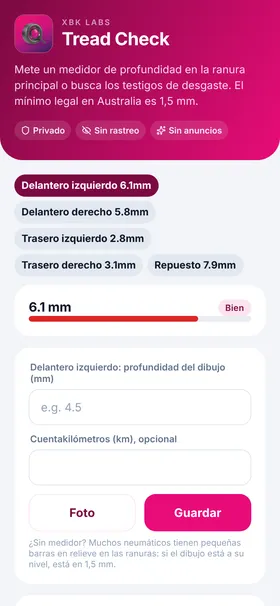 XBK LABS
Tread Check
Mete un medidor de profundidad en la ranura
principal o busca los testigos de desgaste. El
mínimo legal en Australia es 1,5 mm.
Privado
Sin rastreo
Sin anuncios
Delantero izquierdo 6.1mm
Delantero derecho 5.8mm
Trasero izquierdo 2.8mm
Trasero derecho 3.1mm
Repuesto 7.9mm
6.1 mm
Bien
Delantero izquierdo: profundidad del dibujo
(mm)
e.g. 4.5
Cuentakilómetros (km), opcional
Foto
Guardar
¿Sin medidor? Muchos neumáticos tienen pequeñas
barras en relieve en las ranuras: si el dibujo está a su
nivel, está en 1,5 mm.